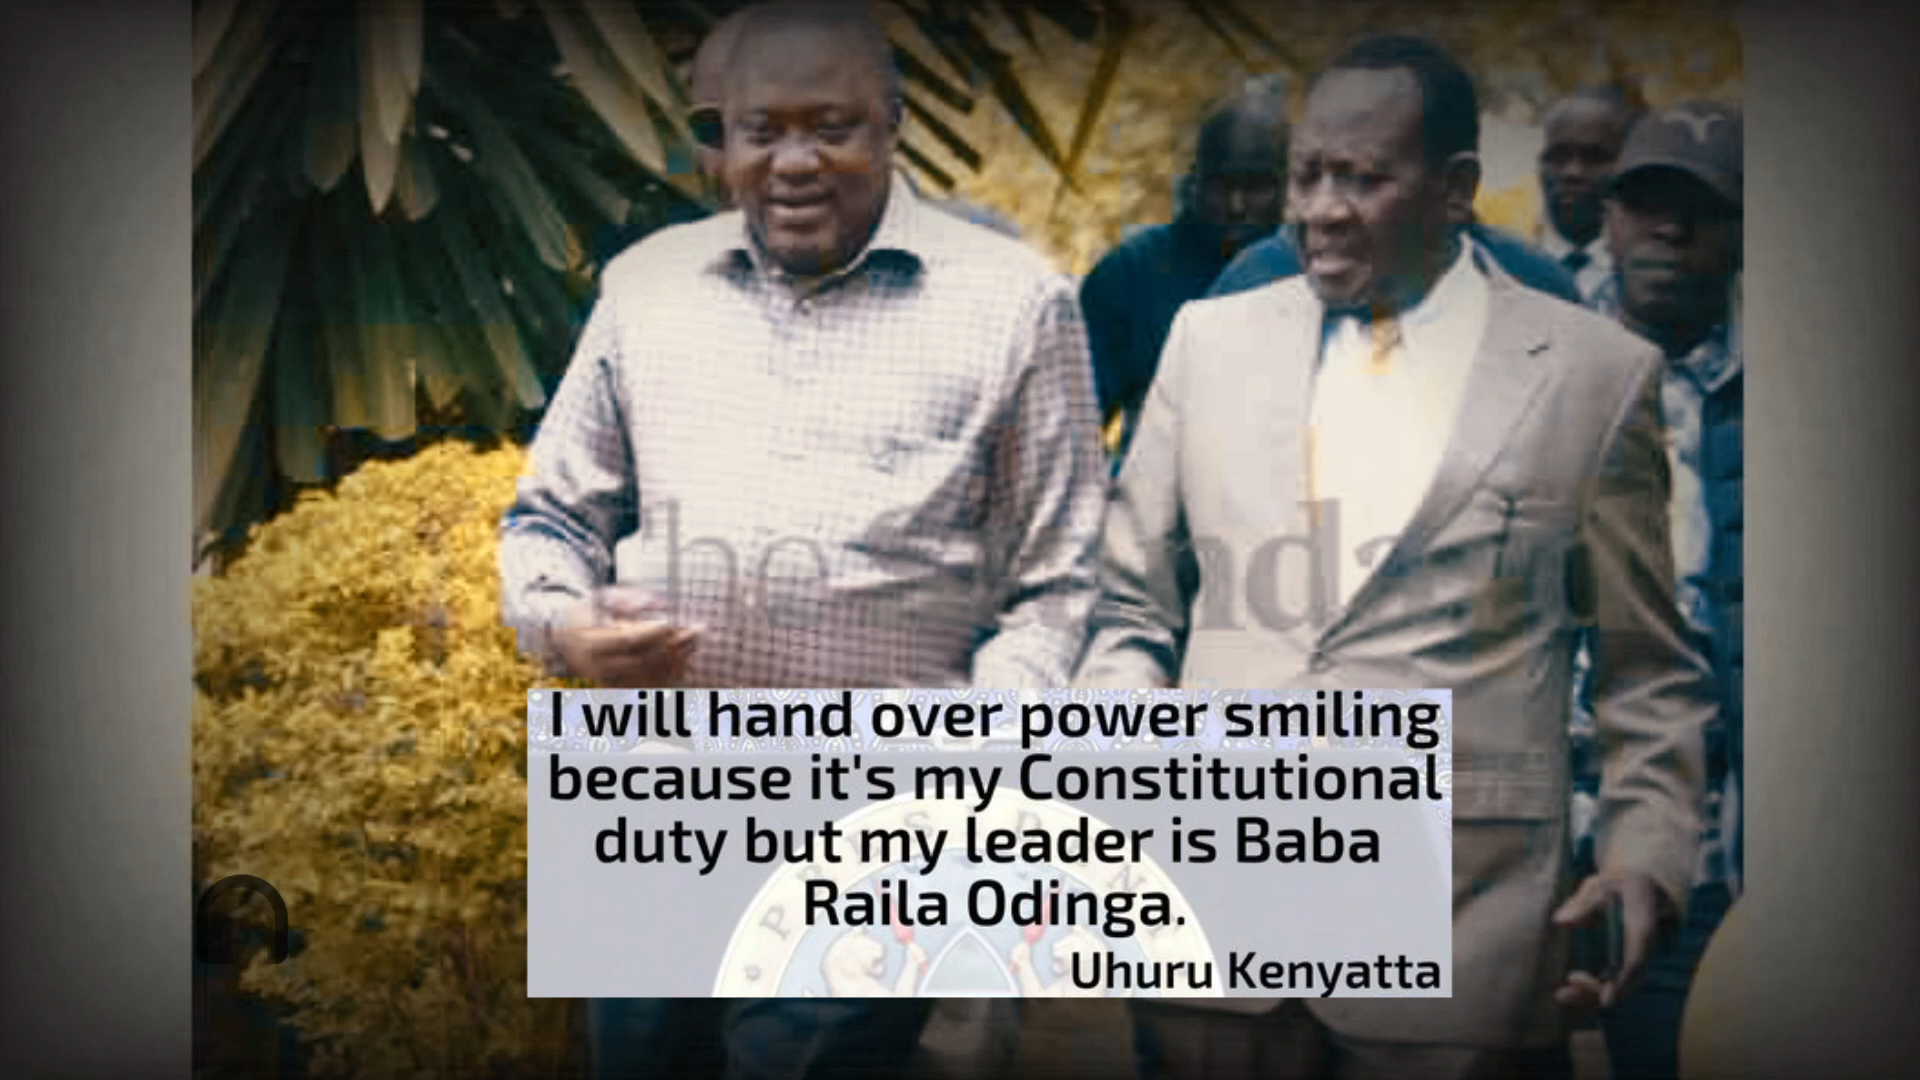 I will hand over power smiling
because it's my Constitutional
duty but my leader is Baba
Raila Odinga.
Uhuru Kenyatta